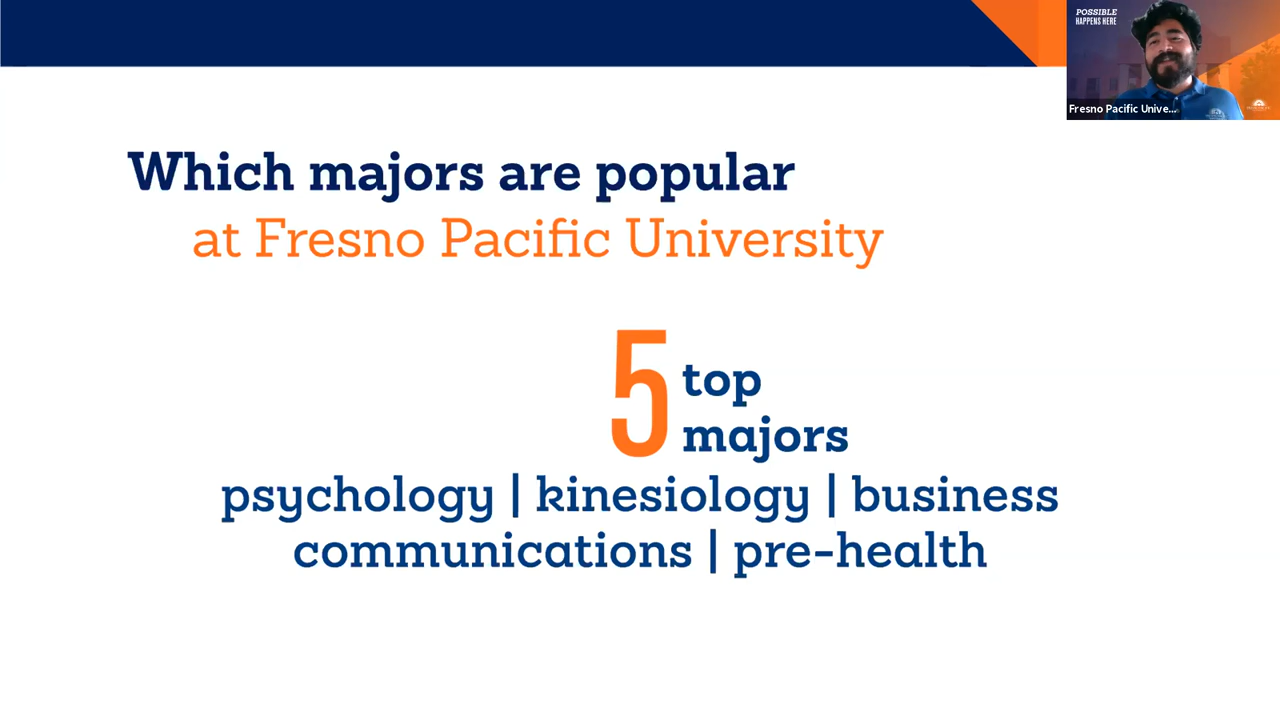 POSSIBLE
HAPPENS HERE
Fresno Pacific Unive...
Which majors are popular
at Fresno Pacific University
5 top
majors
psychology | kinesiology | business
communications | pre-health